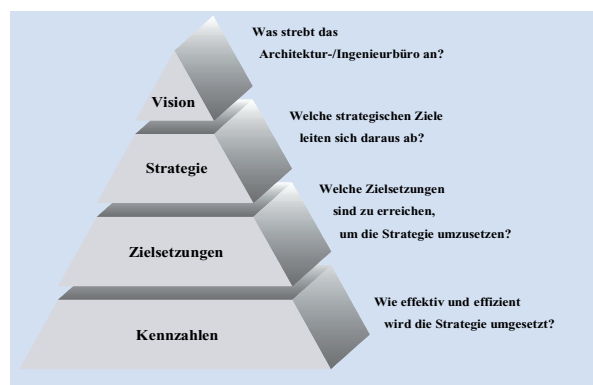 Was strebt das
Architektur-/Ingenieurbüro an?
Vision
Welche strategischen Ziele
leiten sich daraus ab?
Strategie
Welche Zielsetzungen
sind zu erreichen,
um die Strategie umzusetzen?
Zielsetzungen
Wie effektiv und effizient
wird die Strategie umgesetzt?
Kennzahlen